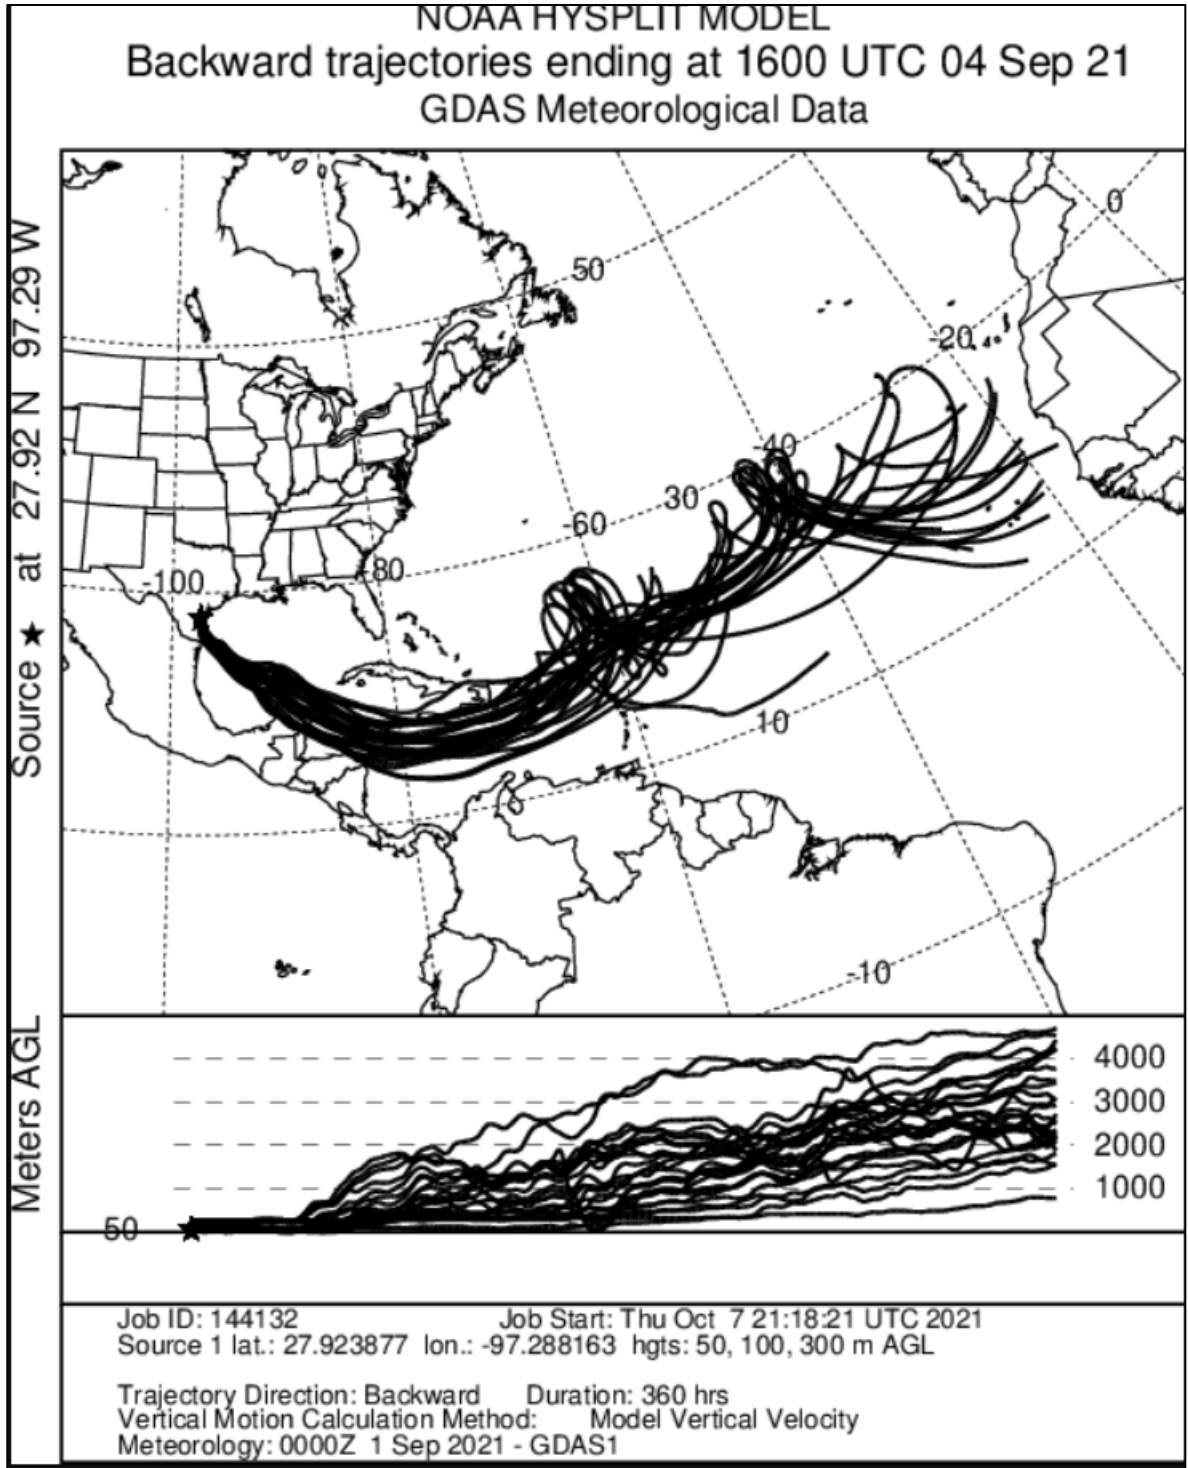 NOAA HYSPLIT MODEL
Backward trajectories ending at 1600 UTC 04 Sep 21
GDAS Meteorological Data
Source ★ at 27.92 N 97.29 W
0
50
-20
-40
30
-60
-80
-100
10
-10
Meters AGL
4000
3000
2000
1000
50
Job ID: 144132 Job Start: Thu Oct 7 21:18:21 UTC 2021
Source 1 lat.: 27.923877 lon.: -97.288163 hgts: 50, 100, 300 m AGL
Trajectory Direction: Backward Duration: 360 hrs
Vertical Motion Calculation Method: Model Vertical Velocity
Meteorology: 0000Z 1 Sep 2021 - GDAS1